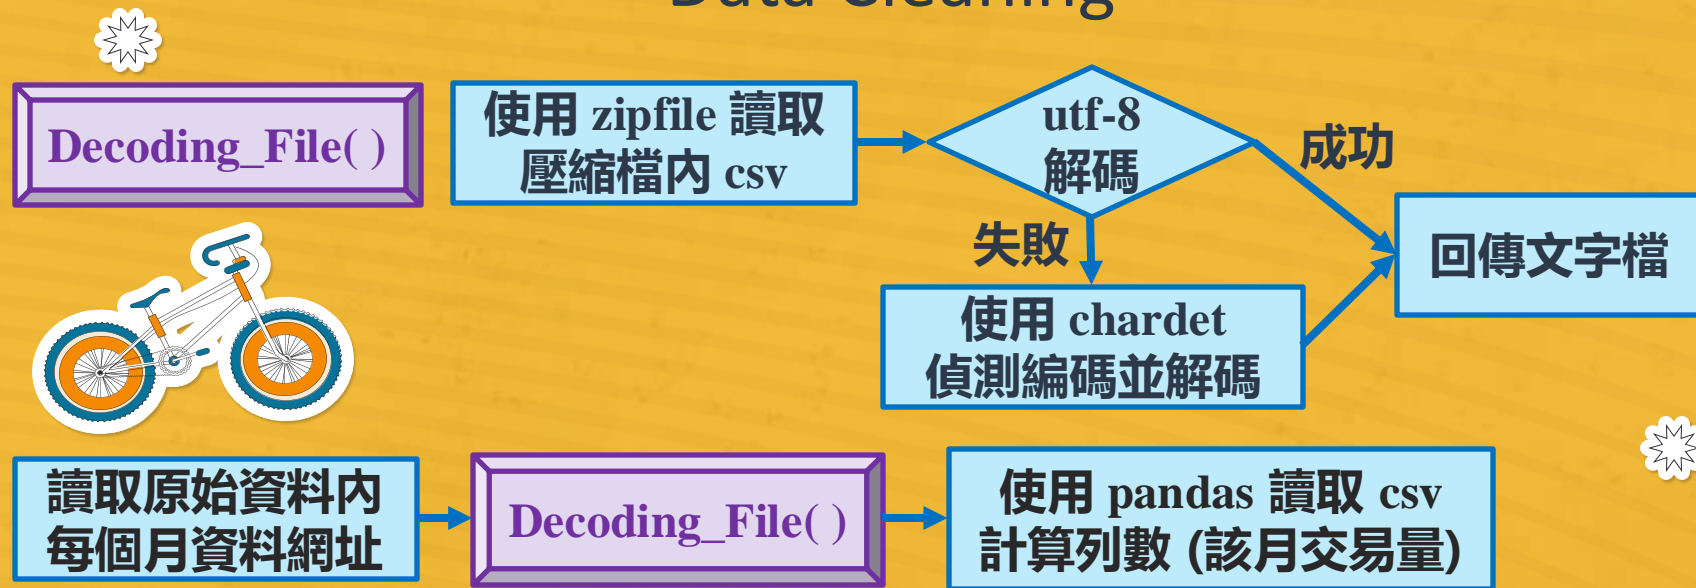 Data Cleaning
Decoding_File( )
使用 zipfile 讀取
壓縮檔內 csv
utf-8
解碼
成功
失敗
回傳文字檔
使用 chardet
偵測編碼並解碼
讀取原始資料內
每個月資料網址
Decoding_File( )
使用 pandas 讀取 csv
計算列數 (該月交易量)